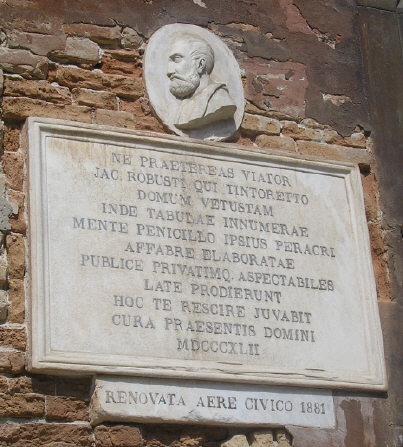 NE PRAETEREAS VIATOR
JAC. ROBUSTI QUI TINTORETTO
DOMUM VETUSTAM
INDE TABULAE INNUMERAE
MENTE PENICILLO IPSIUS PERACRI
AFFABRE ELABORATAE
PUBLICE PRIVATIMQ. ASPECTABILES
LATE PRODIERUNT
HOC TE RESCIRE JUVABIT
CURA PRAESENTIS DOMINI
MDCCCXLII
RENOVATA AERE CIVICO 1881